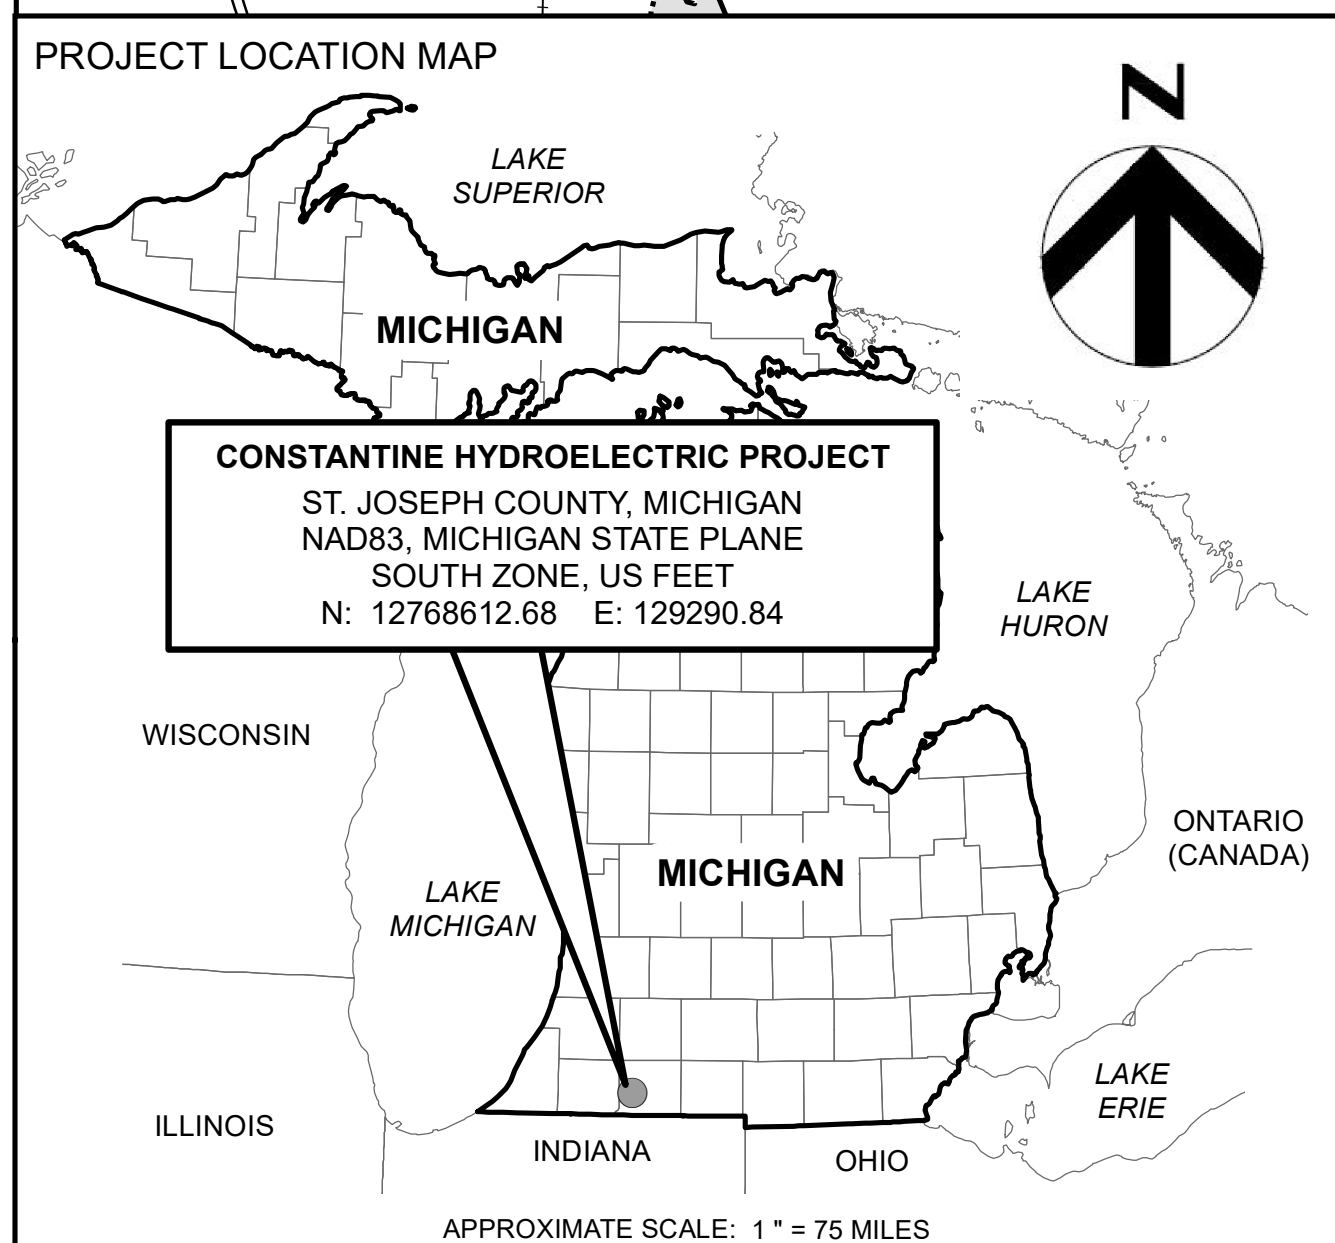 PROJECT LOCATION MAP
N
LAKE
SUPERIOR
MICHIGAN
CONSTANTINE HYDROELECTRIC PROJECT
ST. JOSEPH COUNTY, MICHIGAN
NAD83, MICHIGAN STATE PLANE
SOUTH ZONE, US FEET
N: 12768612.68 E: 129290.84
LAKE
HURON
WISCONSIN
ONTARIO
(CANADA)
MICHIGAN
LAKE
MICHIGAN
LAKE
ERIE
ILLINOIS
INDIANA
OHIO
APPROXIMATE SCALE: 1 " = 75 MILES